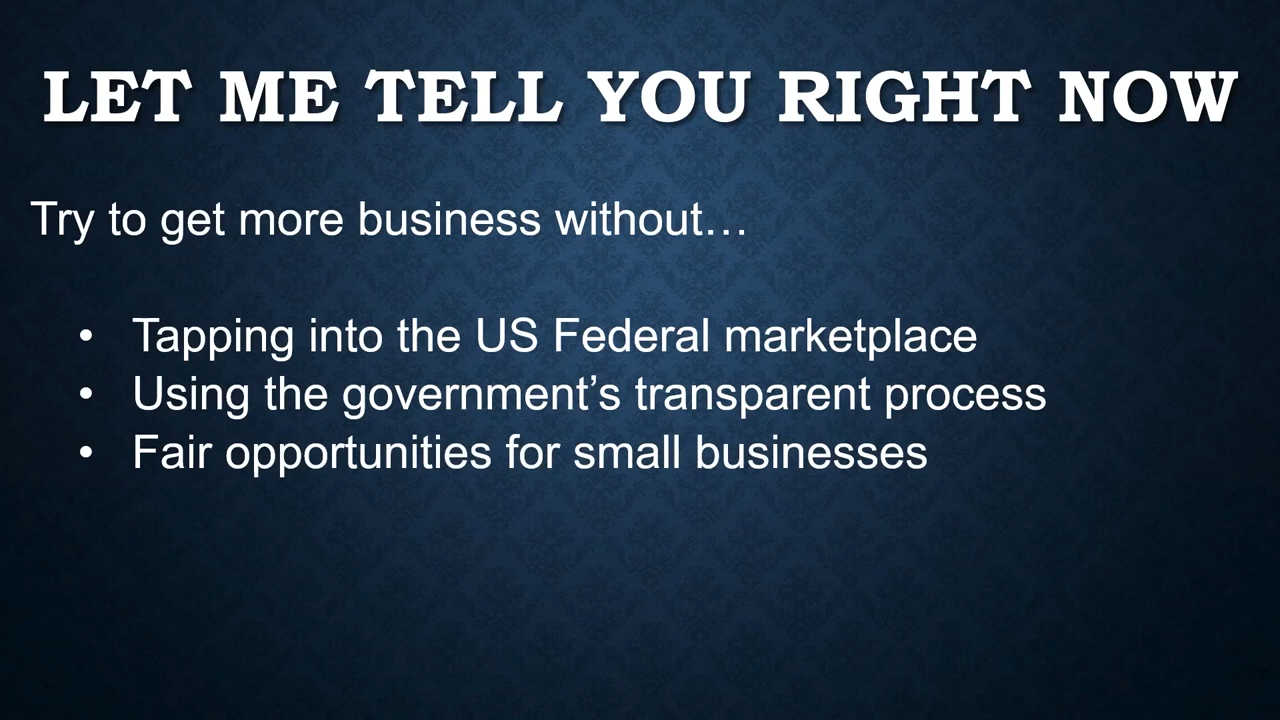 LET ME TELL YOU RIGHT NOW
Try to get more business without…
• Tapping into the US Federal marketplace
• Using the government’s transparent process
• Fair opportunities for small businesses